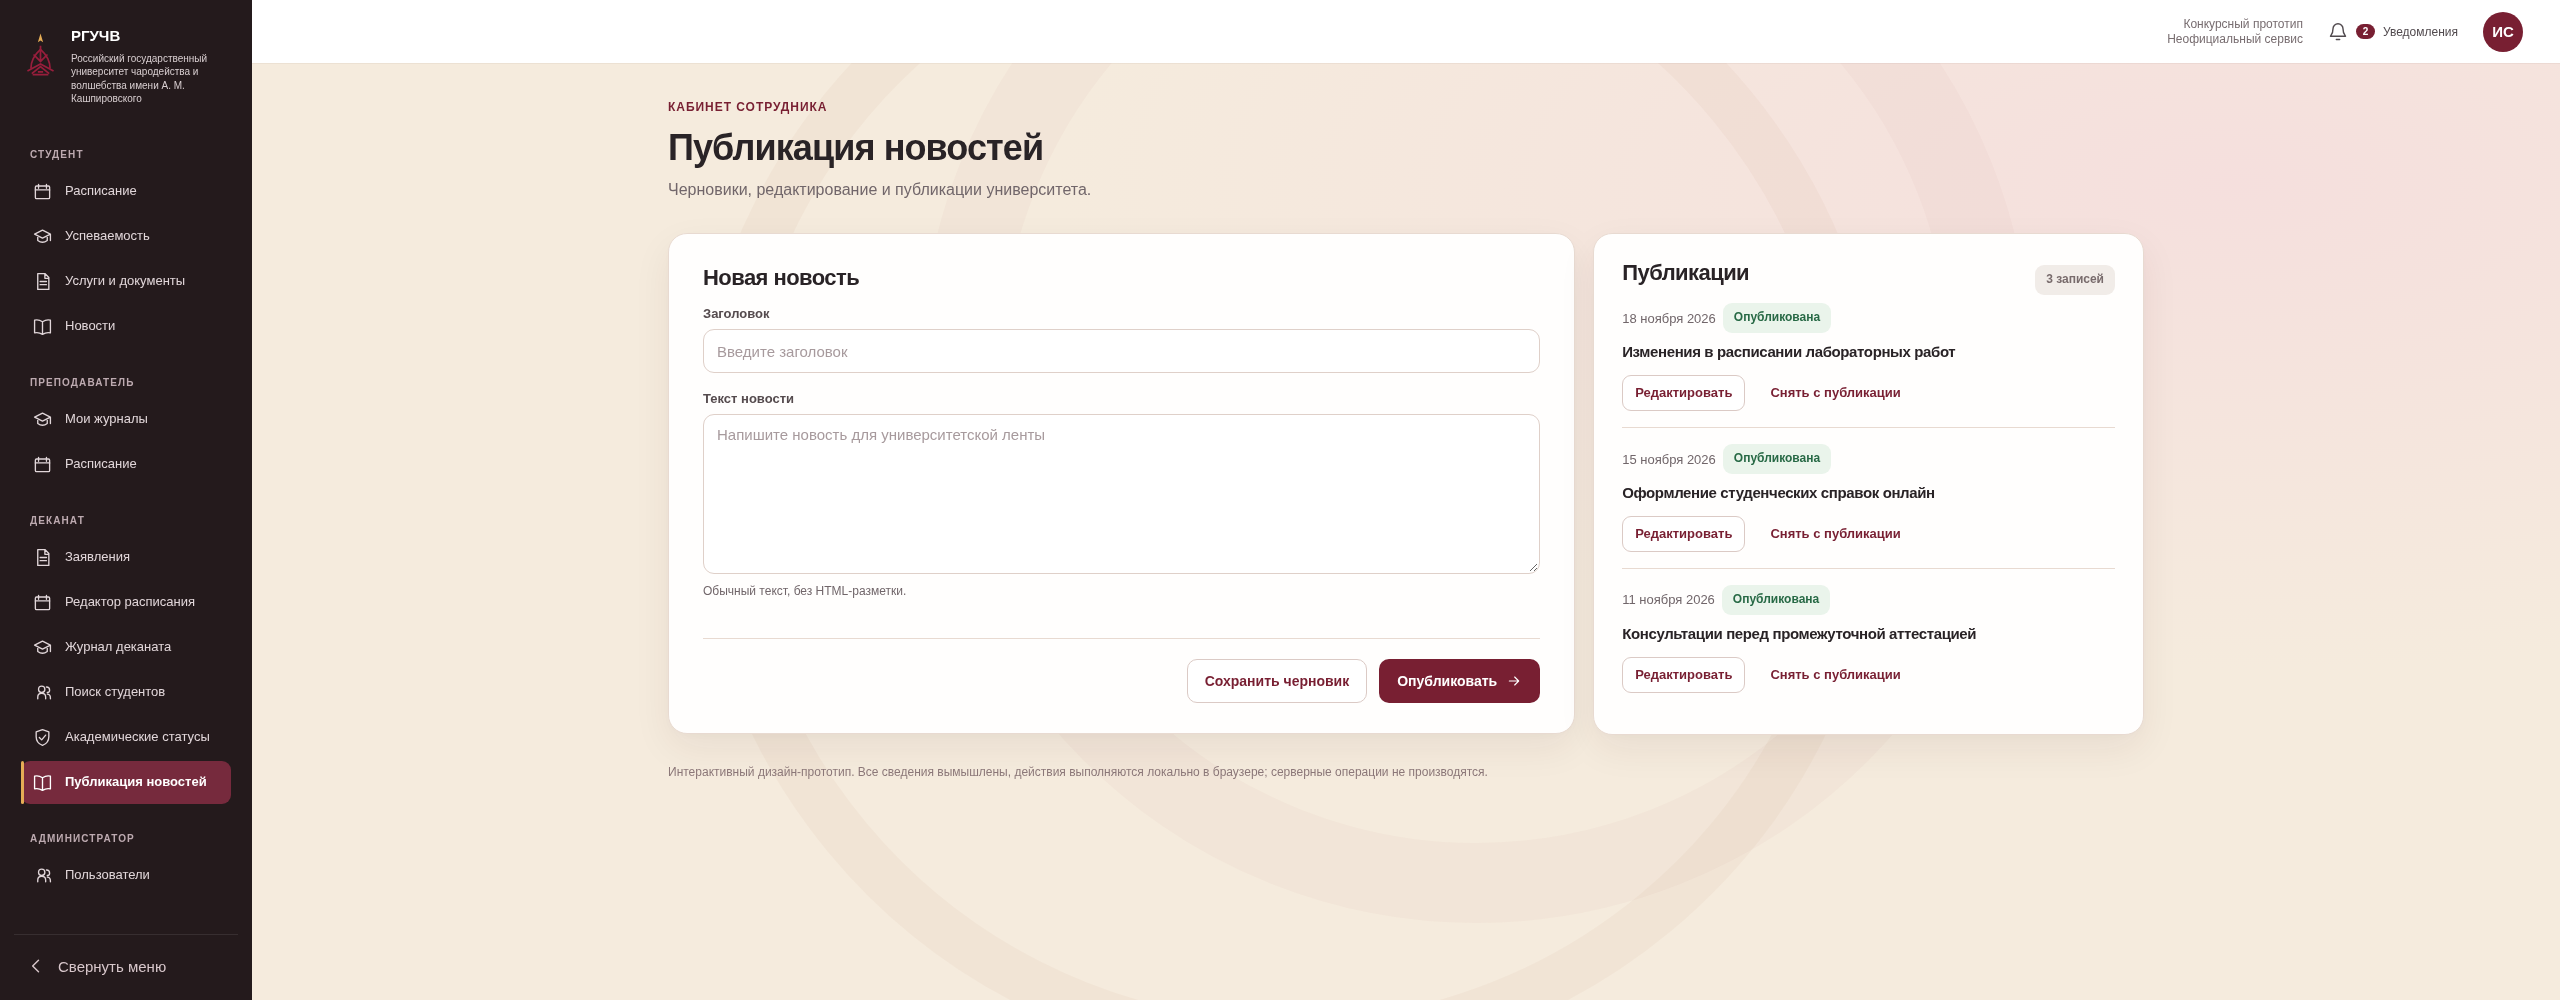 РГУЧВ
Российский государственный
университет чародейства и
волшебства имени А. М.
Кашпировского
СТУДЕНТ
Расписание
Успеваемость
Услуги и документы
Новости
ПРЕПОДАВАТЕЛЬ
Мои журналы
Расписание
ДЕКАНАТ
Заявления
Редактор расписания
Журнал деканата
Поиск студентов
Академические статусы
Публикация новостей
АДМИНИСТРАТОР
Пользователи
Свернуть меню
Конкурсный прототип
Неофициальный сервис
2 Уведомления
ИС
КАБИНЕТ СОТРУДНИКА
Публикация новостей
Черновики, редактирование и публикации университета.
Новая новость
Заголовок
Введите заголовок
Текст новости
Напишите новость для университетской ленты
Обычный текст, без HTML-разметки.
Сохранить черновик
Опубликовать →
Публикации
3 записей
18 ноября 2026 Опубликована
Изменения в расписании лабораторных работ
Редактировать Снять с публикации
15 ноября 2026 Опубликована
Оформление студенческих справок онлайн
Редактировать Снять с публикации
11 ноября 2026 Опубликована
Консультации перед промежуточной аттестацией
Редактировать Снять с публикации
Интерактивный дизайн-прототип. Все сведения вымышлены, действия выполняются локально в браузере; серверные операции не производятся.